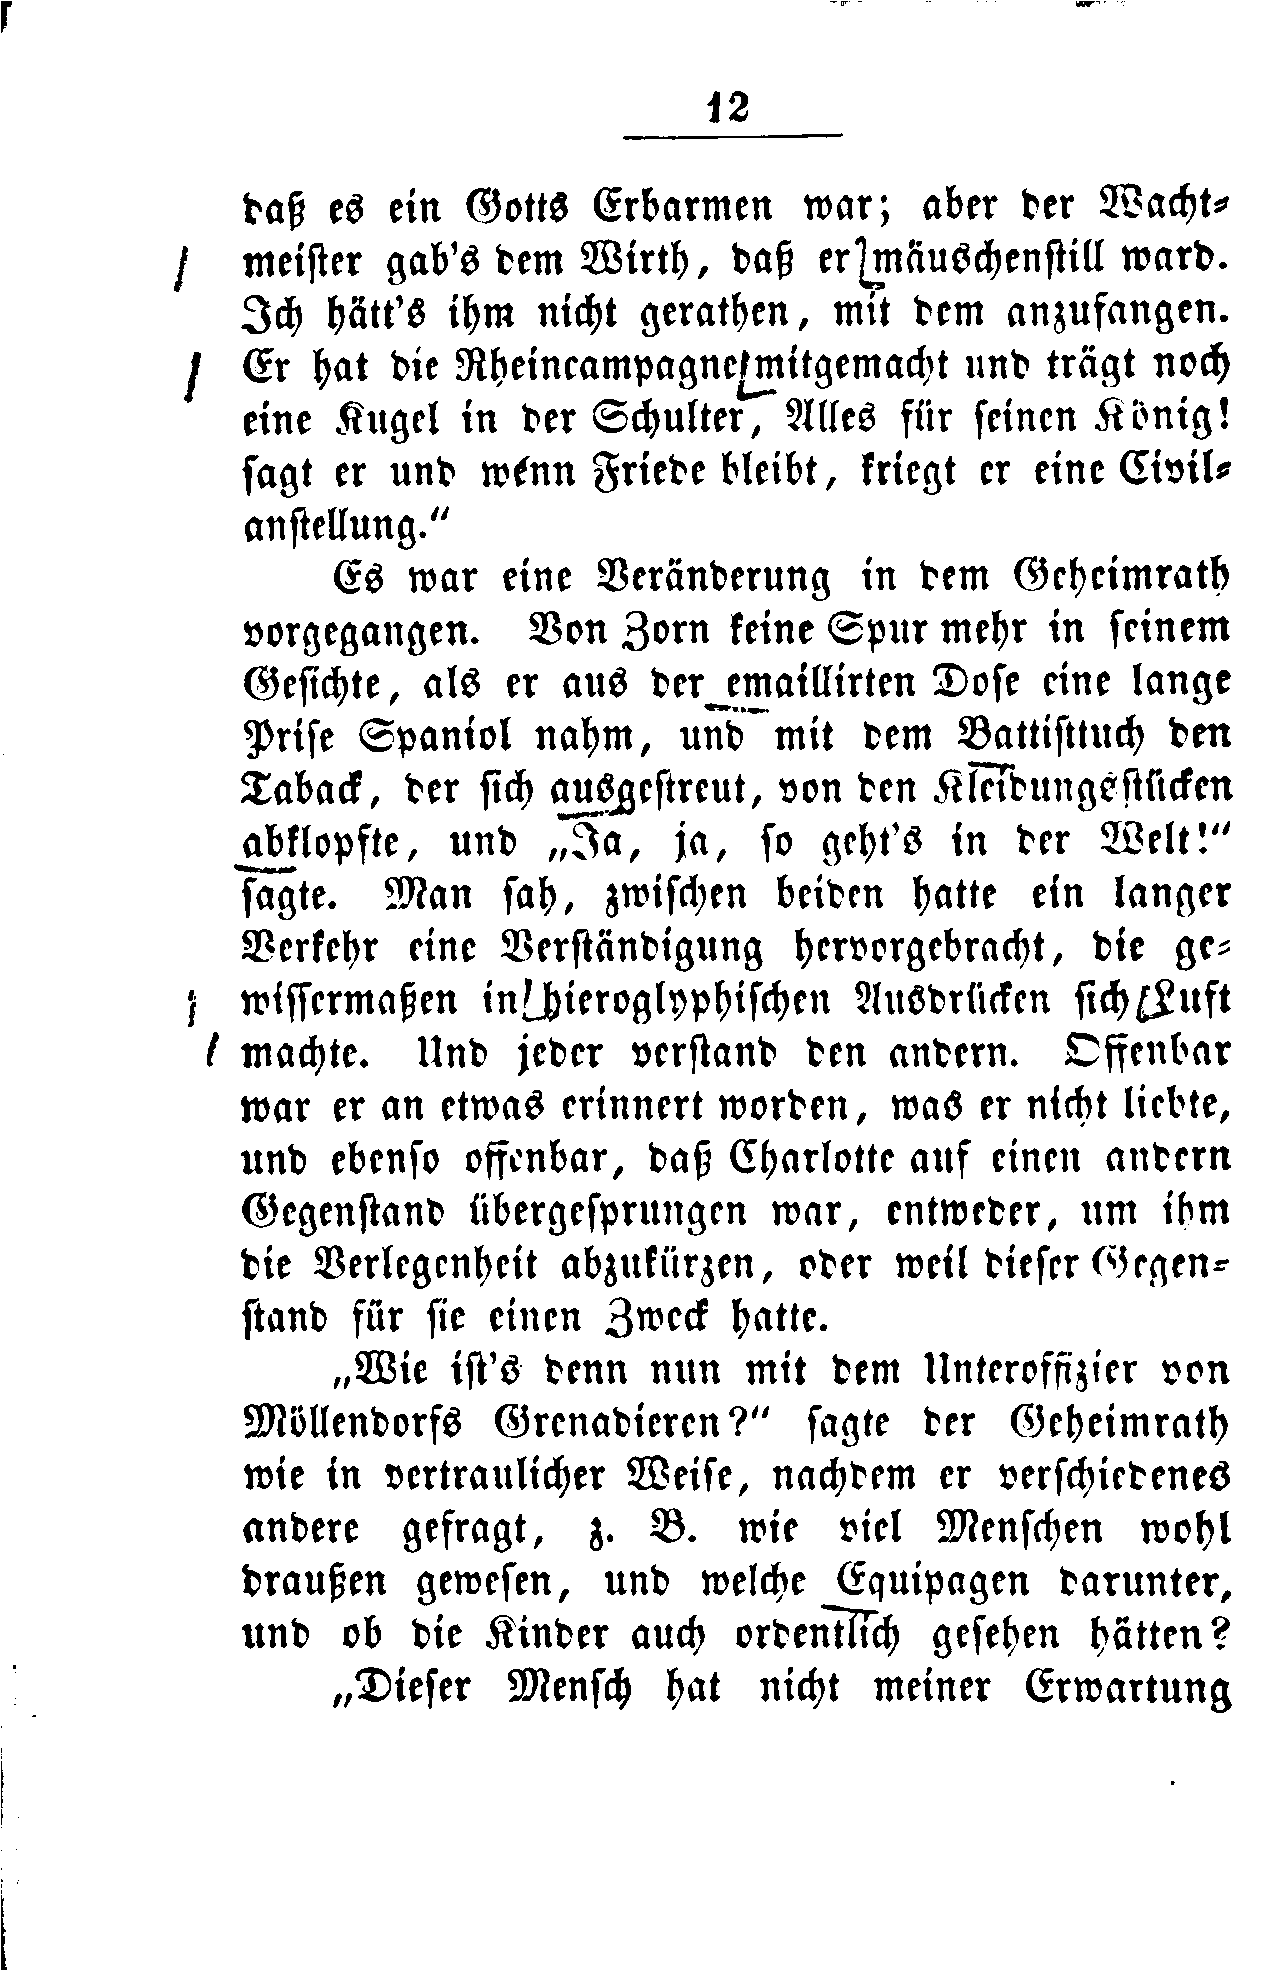 12
daß es ein Gotts Erbarmen war; aber der Wacht-
meister gab's dem Wirth, daß er mäuschenstill ward.
Ich hätt's ihm nicht gerathen, mit dem anzufangen.
Er hat die Rheincampagne mitgemacht und trägt noch
eine Kugel in der Schulter, Alles für seinen König!
sagt er und wenn Friede bleibt, kriegt er eine Civil-
anstellung."
Es war eine Veränderung in dem Geheimrath
vorgegangen. Von Zorn keine Spur mehr in seinem
Gesichte, als er aus der emaillirten Dose eine lange
Prise Spaniol nahm, und mit dem Battisttuch den
Taback, der sich ausgestreut, von den Kleidungsstücken
abklopfte, und „Ja, ja, so geht's in der Welt!"
sagte. Man sah, zwischen beiden hatte ein langer
Verkehr eine Verständigung hervorgebracht, die ge-
wissermaßen in hieroglyphischen Ausdrücken sich Luft
machte. Und jeder verstand den andern. Offenbar
war er an etwas erinnert worden, was er nicht liebte,
und ebenso offenbar, daß Charlotte auf einen andern
Gegenstand übergesprungen war, entweder, um ihm
die Verlegenheit abzukürzen, oder weil dieser Gegen-
stand für sie einen Zweck hatte.
„Wie ist's denn nun mit dem Unteroffizier von
Möllendorfs Grenadieren?" sagte der Geheimrath
wie in vertraulicher Weise, nachdem er verschiedenes
andere gefragt, z. B. wie viel Menschen wohl
draußen gewesen, und welche Equipagen darunter,
und ob die Kinder auch ordentlich gesehen hätten?
„Dieser Mensch hat nicht meiner Erwartung